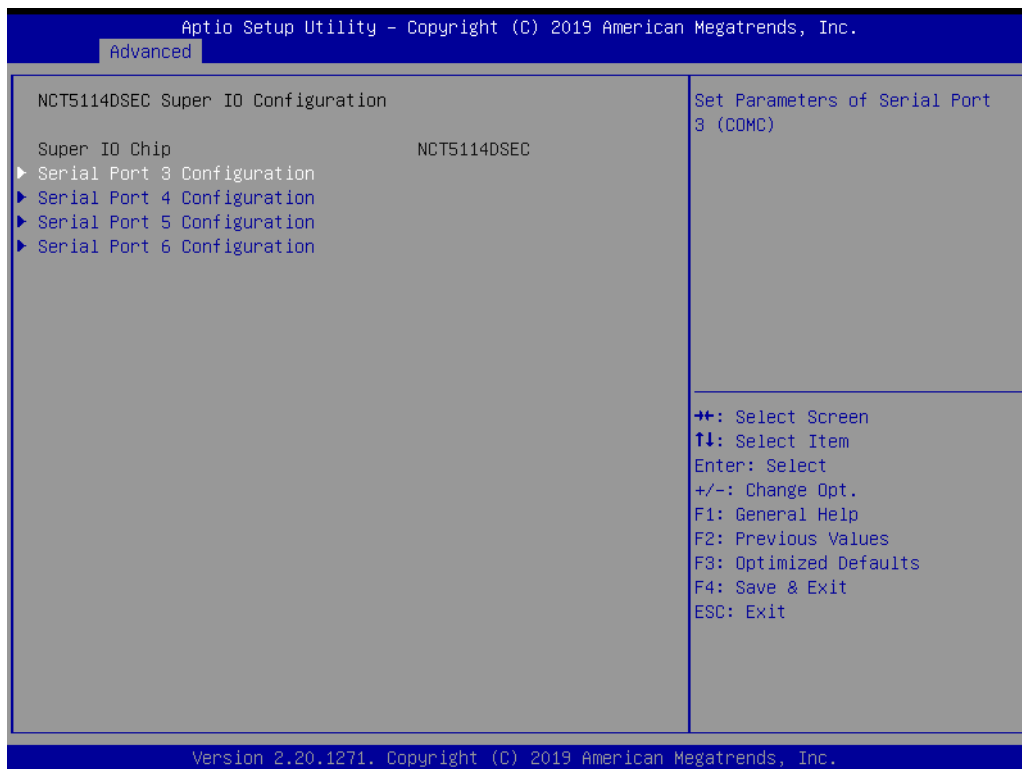 Aptio Setup Utility – Copyright (C) 2019 American Megatrends, Inc.
Advanced
NCT5114DSEC Super IO Configuration
Super IO Chip NCT5114DSEC
▶ Serial Port 3 Configuration
▶ Serial Port 4 Configuration
▶ Serial Port 5 Configuration
▶ Serial Port 6 Configuration
Set Parameters of Serial Port
3 (COMC)
→←: Select Screen
↑↓: Select Item
Enter: Select
+/-: Change Opt.
F1: General Help
F2: Previous Values
F3: Optimized Defaults
F4: Save & Exit
ESC: Exit
Version 2.20.1271. Copyright (C) 2019 American Megatrends, Inc.